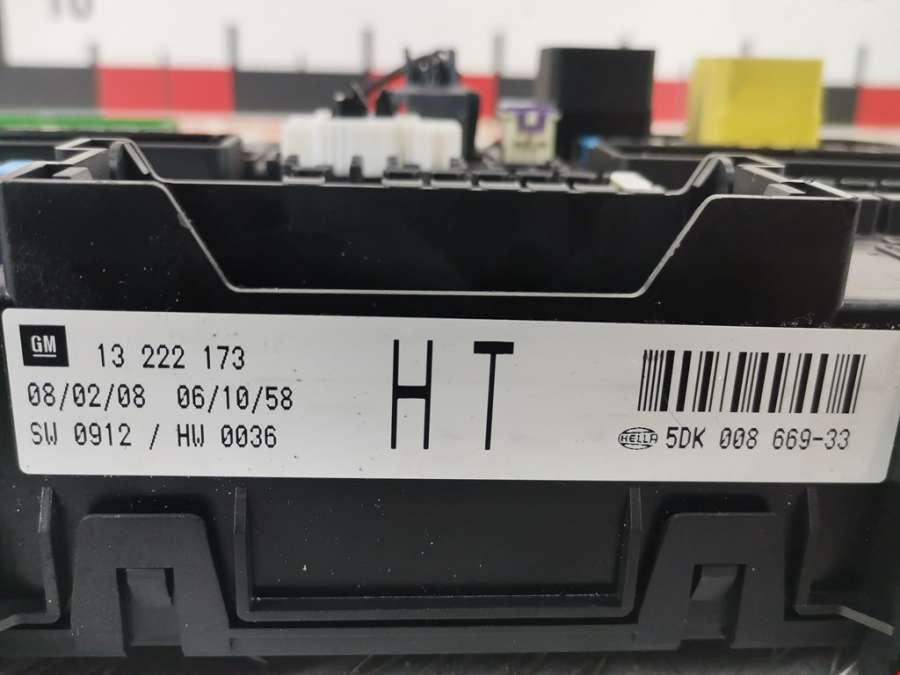 10
GM 13 222 173
08/02/08 06/10/58
SW 0912 / HW 0036
HT
HELLA 5DK 008 669-33